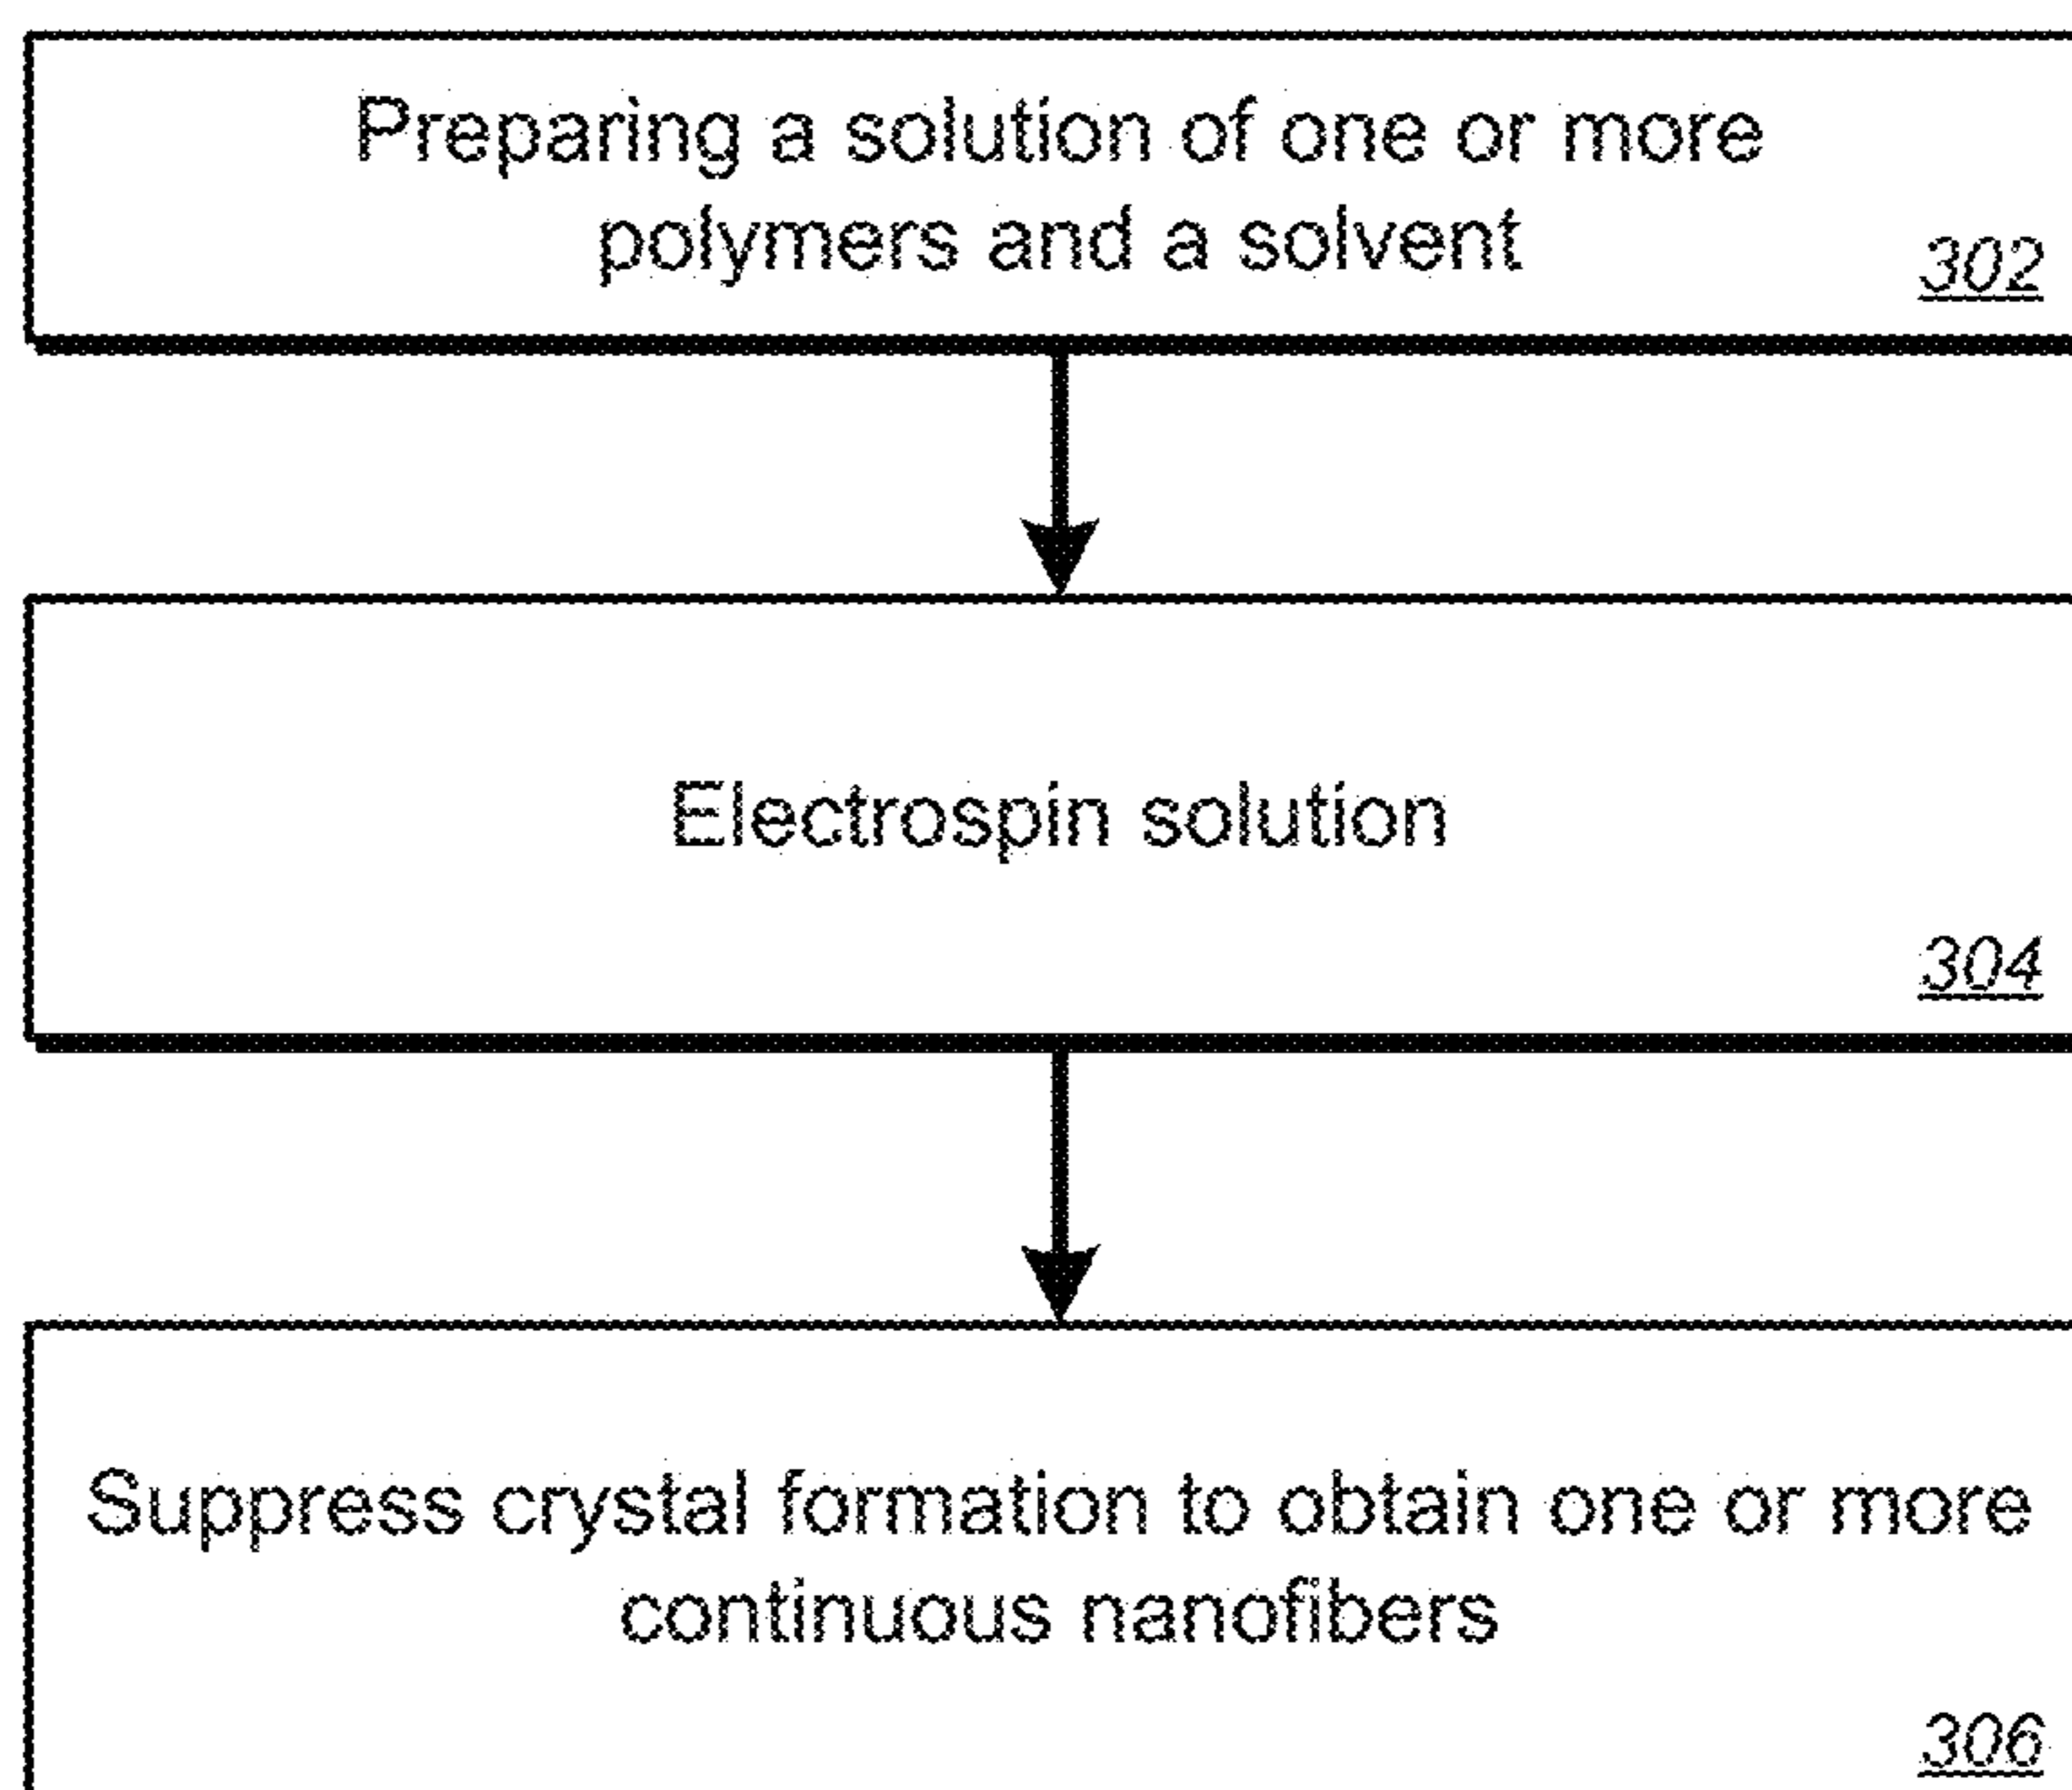 Preparing a solution of one or more
polymers and a solvent
302
Electrospin solution
304
Suppress crystal formation to obtain one or more
continuous nanofibers
306